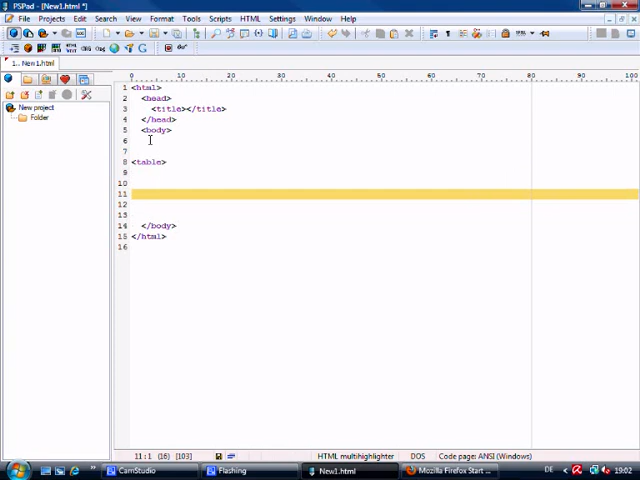 PSPad - [New1.html *]
File Projects Edit Search View Format Tools Scripts HTML Settings Window Help
1.. New1.html
0 10 20 30 40 50 60 70 80 90 100
New project
Folder
1 <html>
2 <head>
3 <title></title>
4 </head>
5 <body>
6
7
8 <table>
9
10
11
12
13
14 </body>
15 </html>
16
11 : 1 (16) [103] HTML multihighlighter DOS Code page: ANSI (Windows)
CamStudio Flashing New1.html Mozilla Firefox Start ... DE 19:02